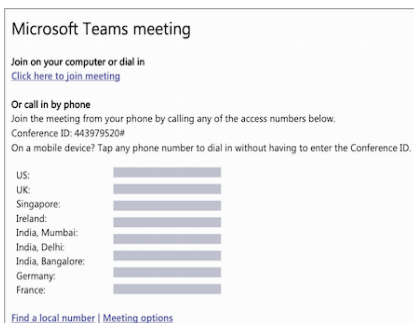 Microsoft Teams meeting
Join on your computer or dial in
Click here to join meeting
Or call in by phone
Join the meeting from your phone by calling any of the access numbers below.
Conference ID: 443979520#
On a mobile device? Tap any phone number to dial in without having to enter the Conference ID.
US:
UK:
Singapore:
Ireland:
India, Mumbai:
India, Delhi:
India, Bangalore:
Germany:
France:
Find a local number | Meeting options